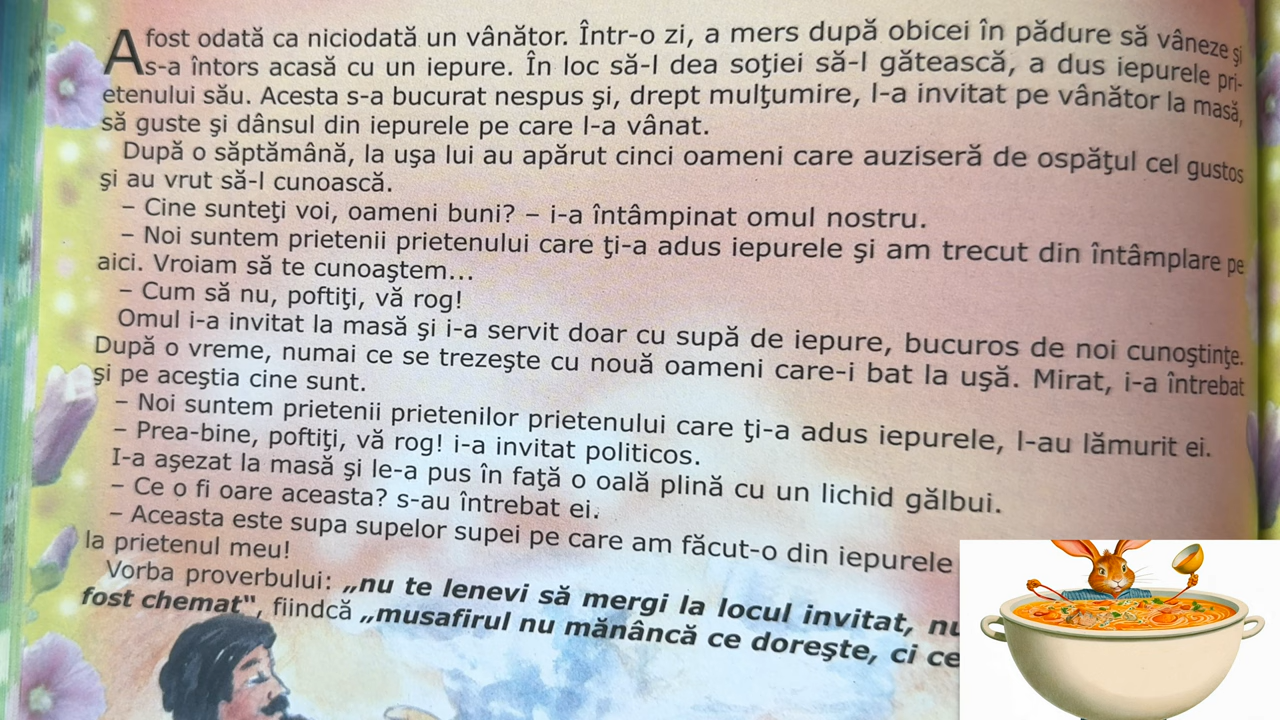 A fost odată ca niciodată un vânător. Într-o zi, a mers după obicei în pădure să vâneze şi
s-a întors acasă cu un iepure. În loc să-l dea soţiei să-l gătească, a dus iepurele pri-
etenului său. Acesta s-a bucurat nespus şi, drept mulţumire, l-a invitat pe vânător la masă,
să guste şi dânsul din iepurele pe care l-a vânat.
După o săptămână, la uşa lui au apărut cinci oameni care auziseră de ospăţul cel gustos
şi au vrut să-l cunoască.
– Cine sunteţi voi, oameni buni? – i-a întâmpinat omul nostru.
– Noi suntem prietenii prietenului care ţi-a adus iepurele şi am trecut din întâmplare pe
aici. Vroiam să te cunoaştem...
– Cum să nu, poftiţi, vă rog!
Omul i-a invitat la masă şi i-a servit doar cu supă de iepure, bucuros de noi cunoştinţe.
După o vreme, numai ce se trezeşte cu nouă oameni care-i bat la uşă. Mirat, i-a întrebat
şi pe aceştia cine sunt.
– Noi suntem prietenii prietenilor prietenului care ţi-a adus iepurele, l-au lămurit ei.
– Prea-bine, poftiţi, vă rog! i-a invitat politicos.
I-a aşezat la masă şi le-a pus în faţă o oală plină cu un lichid gălbui.
– Ce o fi oare aceasta? s-au întrebat ei.
– Aceasta este supa supelor supei pe care am făcut-o din iepurele
la prietenul meu!
Vorba proverbului: „nu te lenevi să mergi la locul invitat, nu
fost chemat“, fiindcă „musafirul nu mănâncă ce doreşte, ci ce